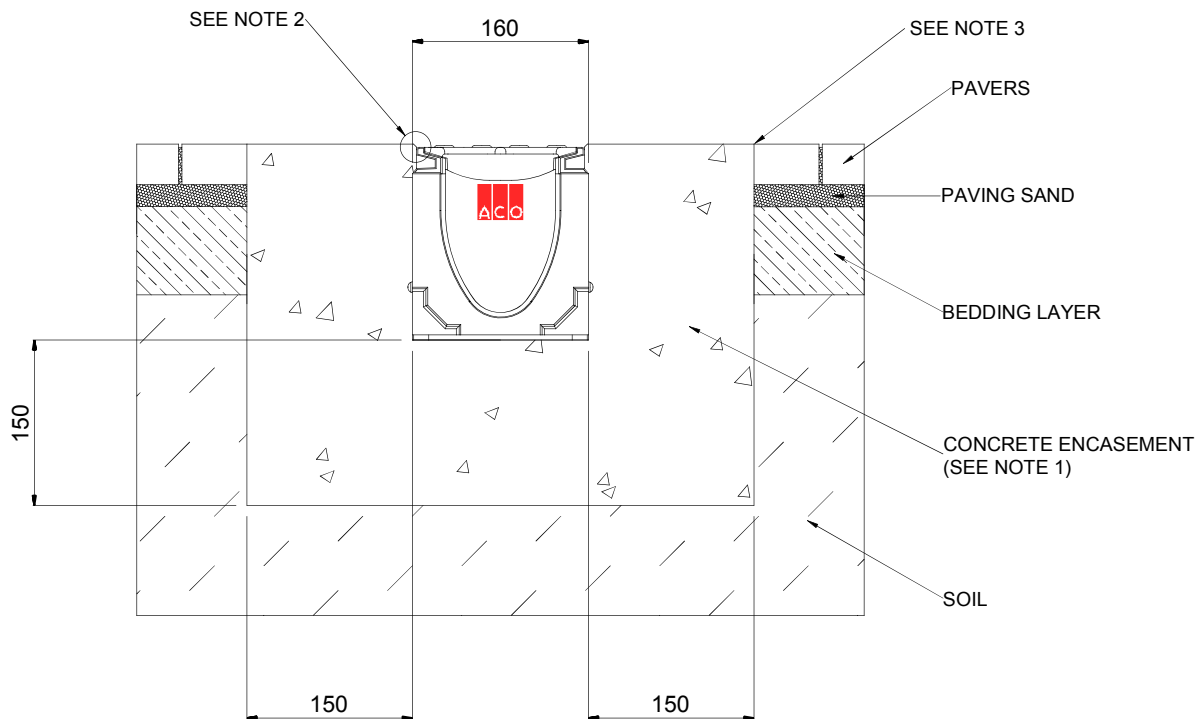 SEE NOTE 2
160
SEE NOTE 3
PAVERS
ACO
PAVING SAND
BEDDING LAYER
150
CONCRETE ENCASEMENT
(SEE NOTE 1)
SOIL
150
150